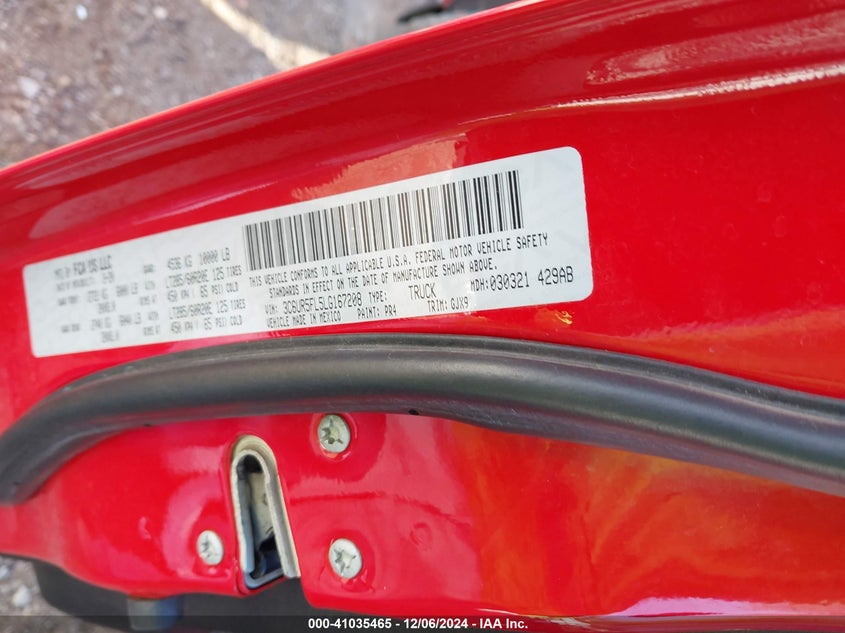 MFD BY FCA US LLC
4536 KG 10000 LB
LT285/60R20E 125 TIRES
450 KPA / 65 PSI COLD
LT285/60R20E 125 TIRES
450 KPA / 65 PSI COLD
THIS VEHICLE CONFORMS TO ALL APPLICABLE U.S.A. FEDERAL MOTOR VEHICLE SAFETY
STANDARDS IN EFFECT ON THE DATE OF MANUFACTURE SHOWN ABOVE.
VIN: 3C6UR5FL5LG167208 TYPE: TRUCK MDH:030321 429AB
VEHICLE MADE IN MEXICO PAINT: PR4 TRIM: GJX9
000-41035465 - 12/06/2024 - IAA Inc.